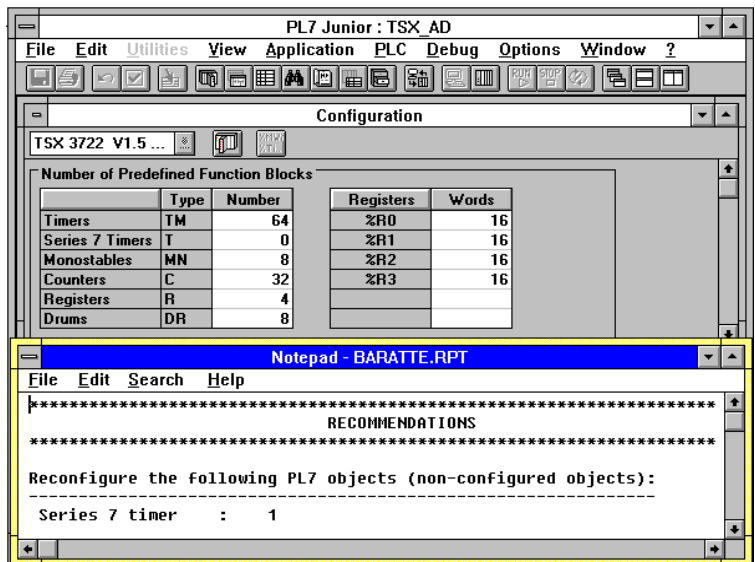 PL7 Junior : TSX_AD
File Edit Utilities View Application PLC Debug Options Window ?
RUN STOP
Configuration
TSX 3722 V1.5 ...
Number of Predefined Function Blocks
Type Number Registers Words
Timers TM 64 %R0 16
Series 7 Timers T 0 %R1 16
Monostables MN 8 %R2 16
Counters C 32 %R3 16
Registers R 4
Drums DR 8
Notepad - BARATTE.RPT
File Edit Search Help
**********************************************************************
RECOMMENDATIONS
**********************************************************************
Reconfigure the following PL7 objects (non-configured objects):
----------------------------------------------------------------
Series 7 timer : 1